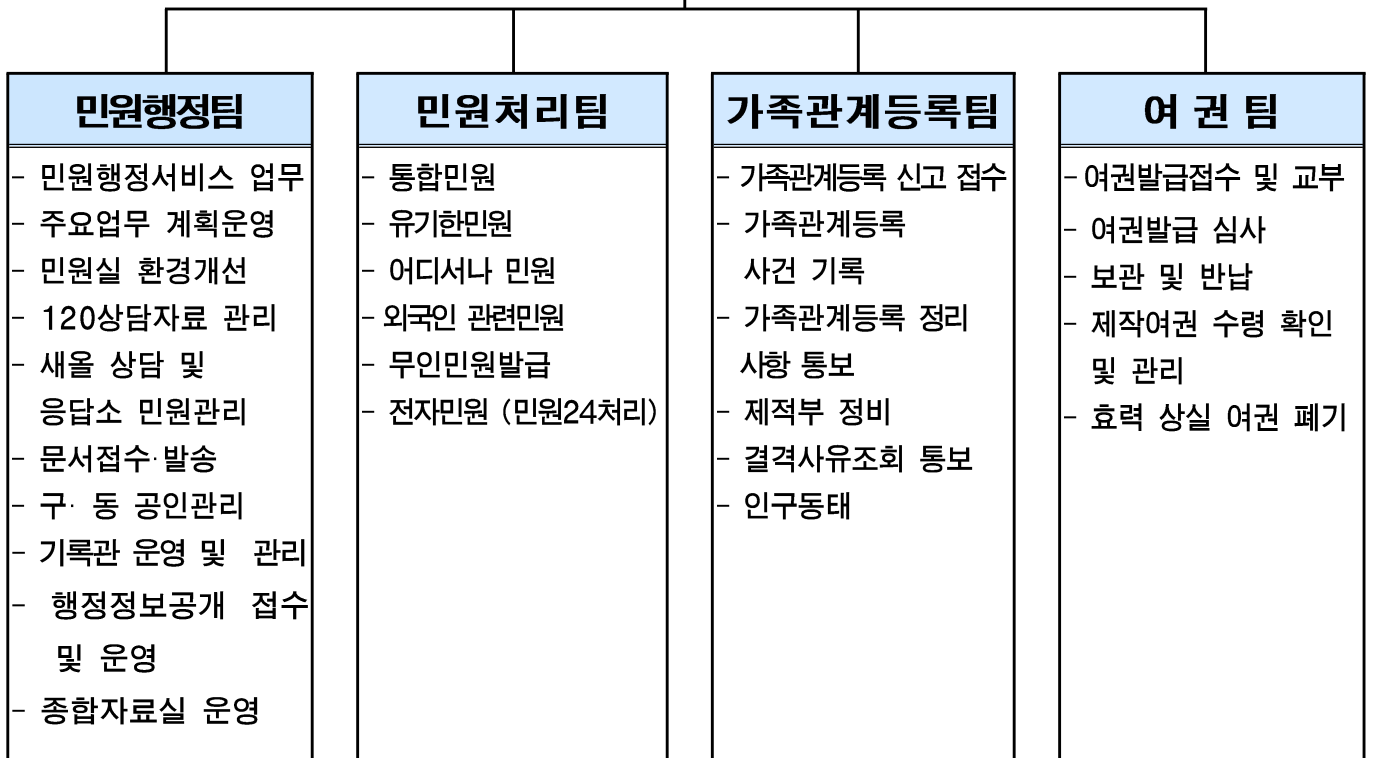 민원행정팀
- 민원행정서비스 업무
- 주요업무 계획운영
- 민원실 환경개선
- 120상담자료 관리
- 새올 상담 및
응답소 민원관리
- 문서접수·발송
- 구· 동 공인관리
- 기록관 운영 및 관리
- 행정정보공개 접수
및 운영
- 종합자료실 운영
민원처리팀
- 통합민원
- 유기한민원
- 어디서나 민원
- 외국인 관련민원
- 무인민원발급
- 전자민원 (민원24처리)
가족관계등록팀
- 가족관계등록 신고 접수
- 가족관계등록
사건 기록
- 가족관계등록 정리
사항 통보
- 제적부 정비
- 결격사유조회 통보
- 인구동태
여 권 팀
- 여권발급접수 및 교부
- 여권발급 심사
- 보관 및 반납
- 제작여권 수령 확인
및 관리
- 효력 상실 여권 폐기